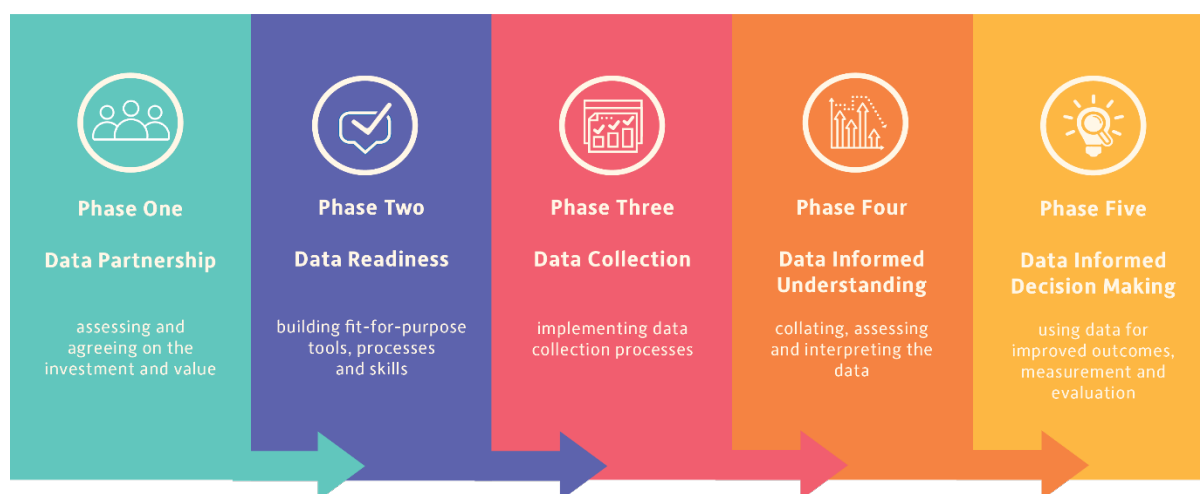 Phase One
Data Partnership
assessing and
agreeing on the
investment and value
Phase Two
Data Readiness
building fit-for-purpose
tools, processes
and skills
Phase Three
Data Collection
implementing data
collection processes
Phase Four
Data Informed
Understanding
collating, assessing
and interpreting the
data
Phase Five
Data Informed
Decision Making
using data for
improved outcomes,
measurement and
evaluation